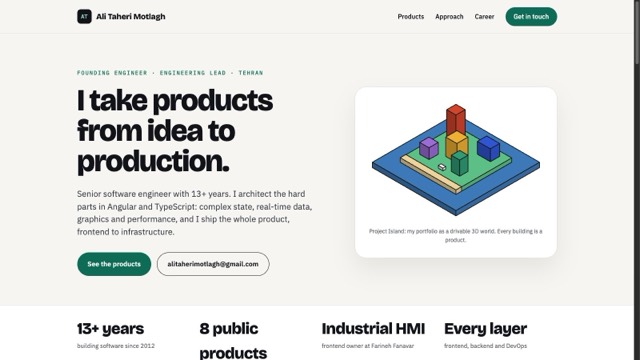 AT Ali Taheri Motlagh
Products Approach Career Get in touch
FOUNDING ENGINEER · ENGINEERING LEAD · TEHRAN
I take products
from idea to
production.
Senior software engineer with 13+ years. I architect the hard
parts in Angular and TypeScript: complex state, real-time data,
graphics and performance, and I ship the whole product,
frontend to infrastructure.
See the products alitaherimotlagh@gmail.com
Project Island: my portfolio as a drivable 3D world. Every building is a
product.
13+ years
building software since 2012
8 public
products
Industrial HMI
frontend owner at Farineh Fanavar
Every layer
frontend, backend and DevOps